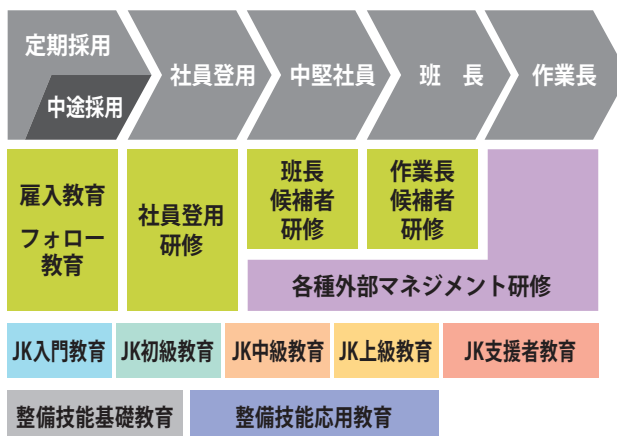 定期採用
中途採用
社員登用
中堅社員
班　長
作業長
雇入教育
フォロー
教育
社員登用
研修
班長
候補者
研修
作業長
候補者
研修
各種外部マネジメント研修
JK入門教育
JK初級教育
JK中級教育
JK上級教育
JK支援者教育
整備技能基礎教育
整備技能応用教育